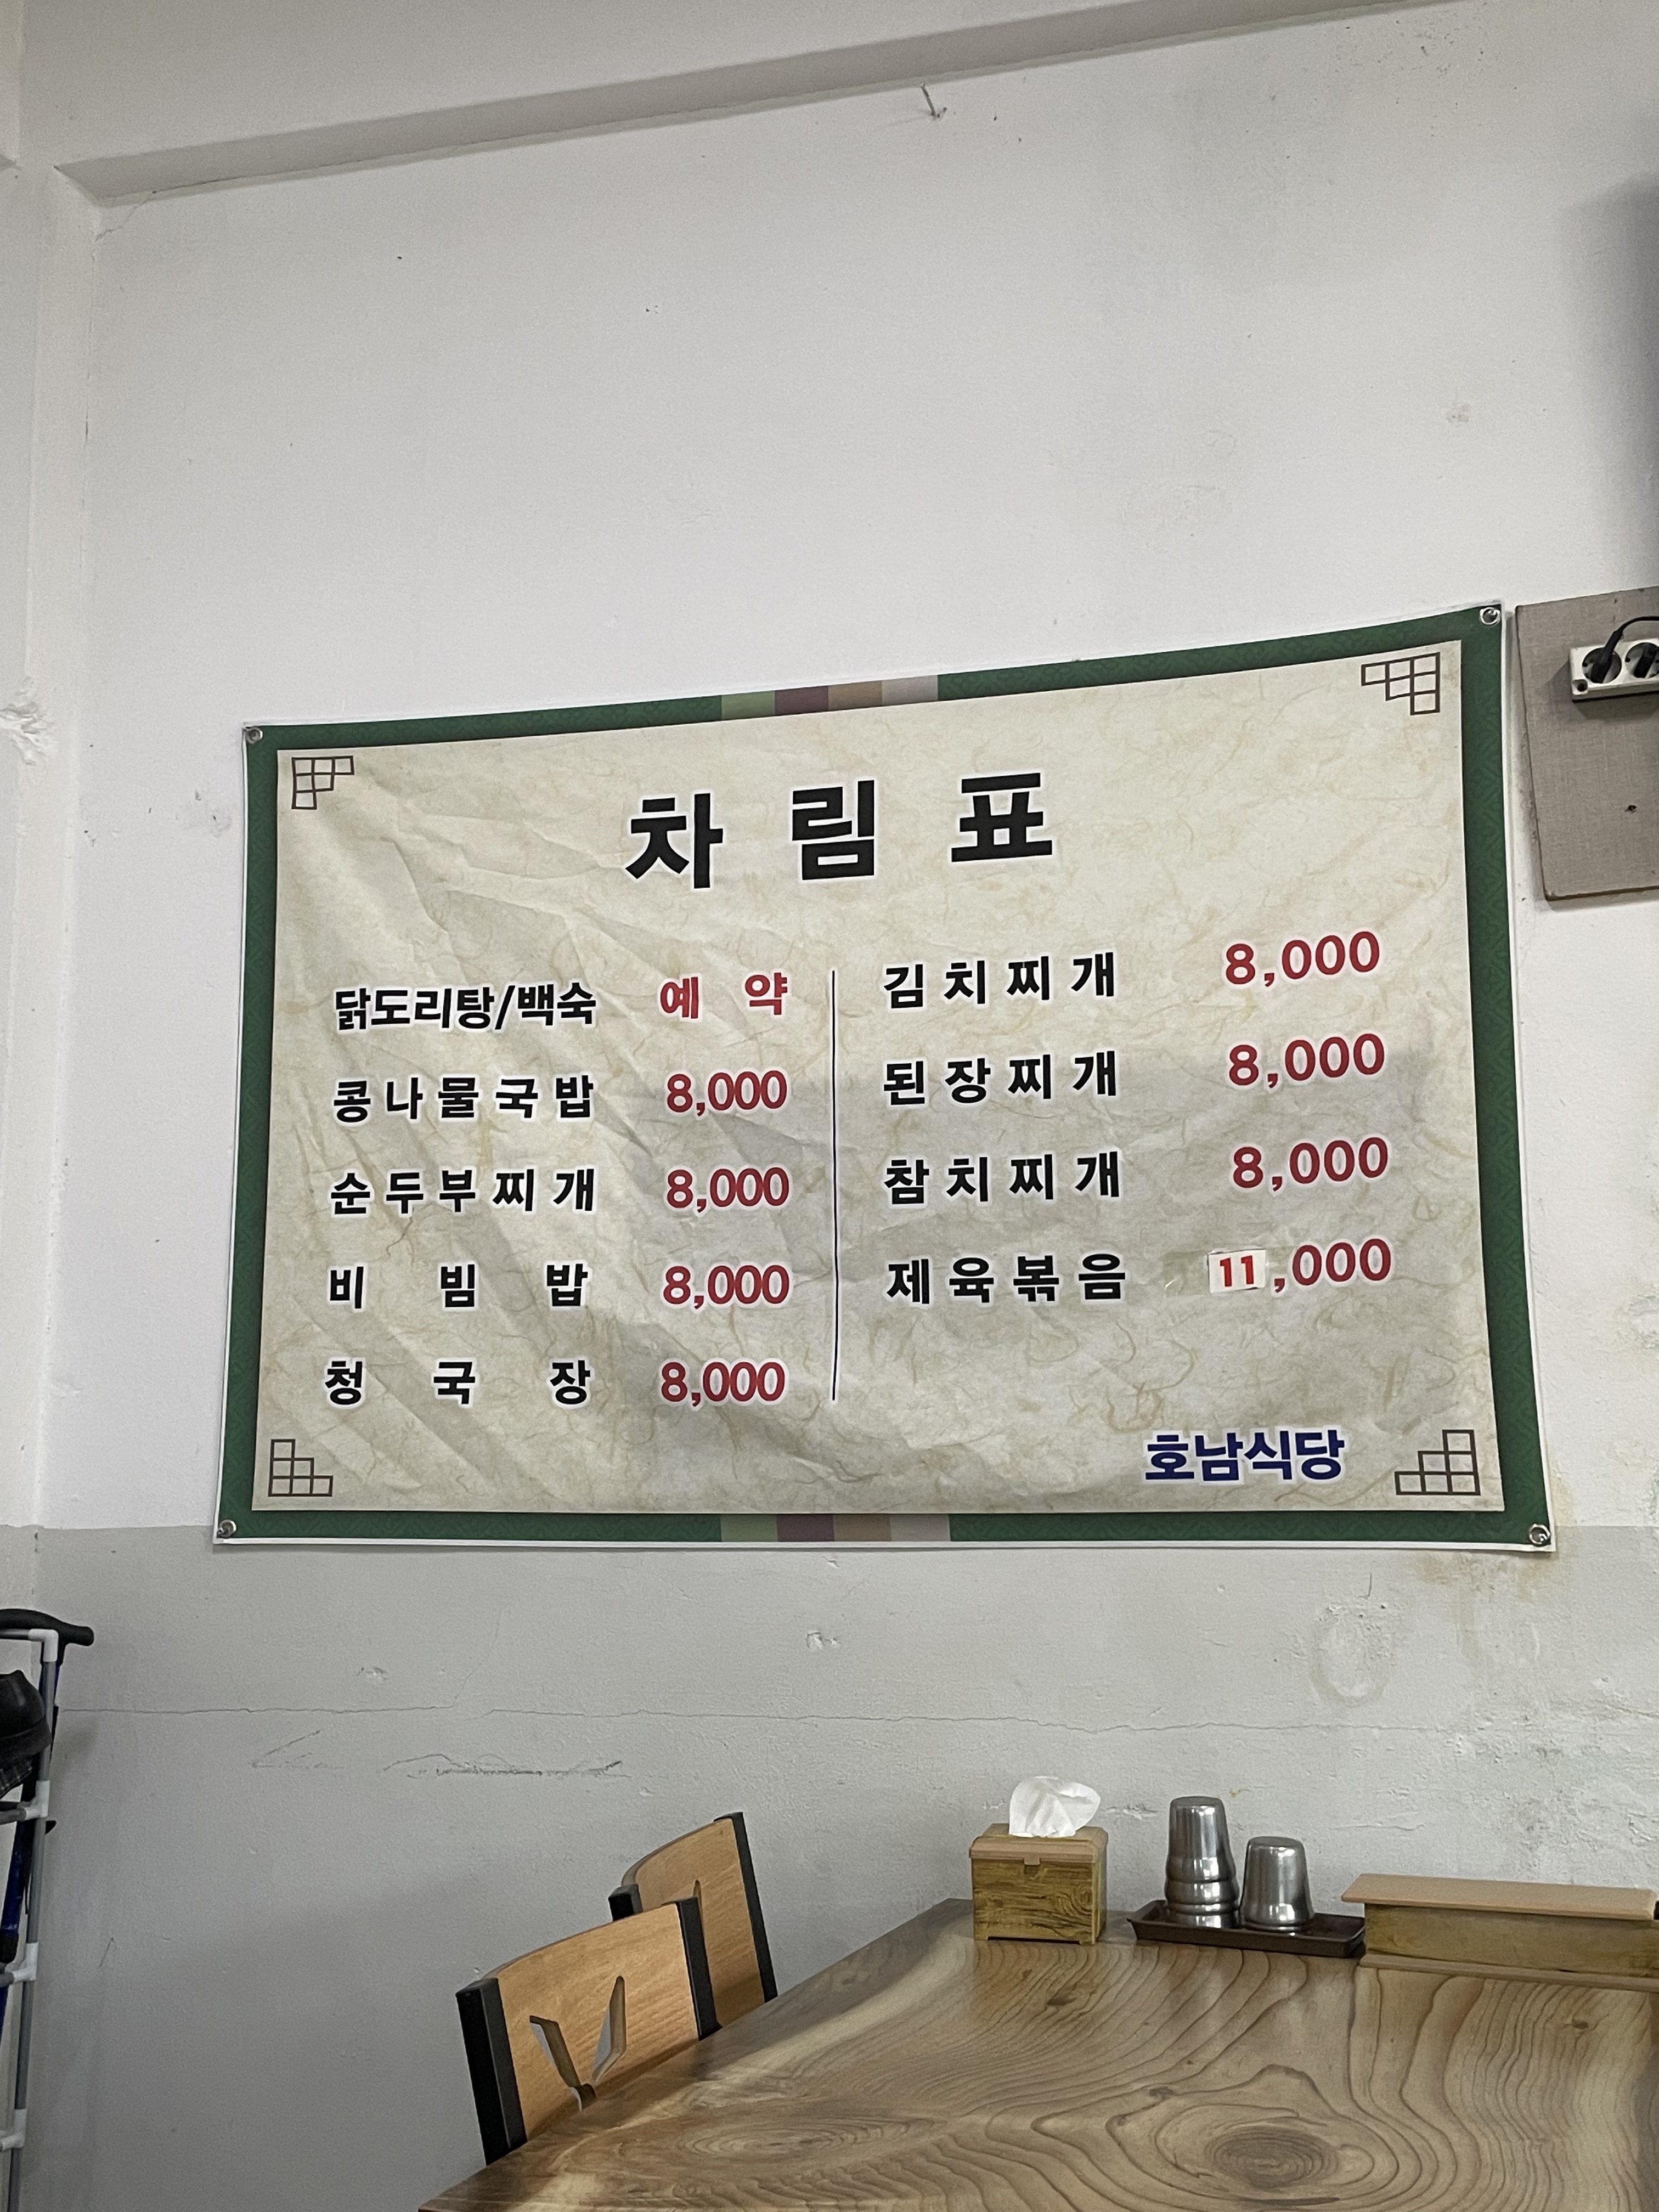 차림표
닭도리탕/백숙 예약
콩나물국밥 8,000
순두부찌개 8,000
비빔밥 8,000
청국장 8,000
김치찌개 8,000
된장찌개 8,000
참치찌개 8,000
제육볶음 11,000
호남식당